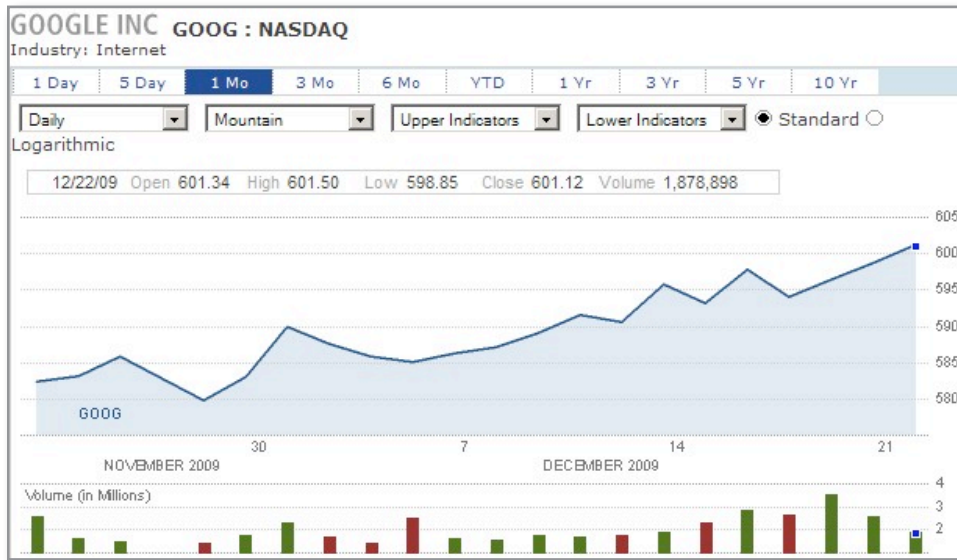 GOOGLE INC GOOG : NASDAQ
Industry: Internet
1 Day 5 Day 1 Mo 3 Mo 6 Mo YTD 1 Yr 3 Yr 5 Yr 10 Yr
Daily Mountain Upper Indicators Lower Indicators Standard
Logarithmic
12/22/09 Open 601.34 High 601.50 Low 598.85 Close 601.12 Volume 1,878,898
605
600
595
590
585
580
GOOG
30 7 14 21
NOVEMBER 2009 DECEMBER 2009
Volume (in Millions)
4
3
2